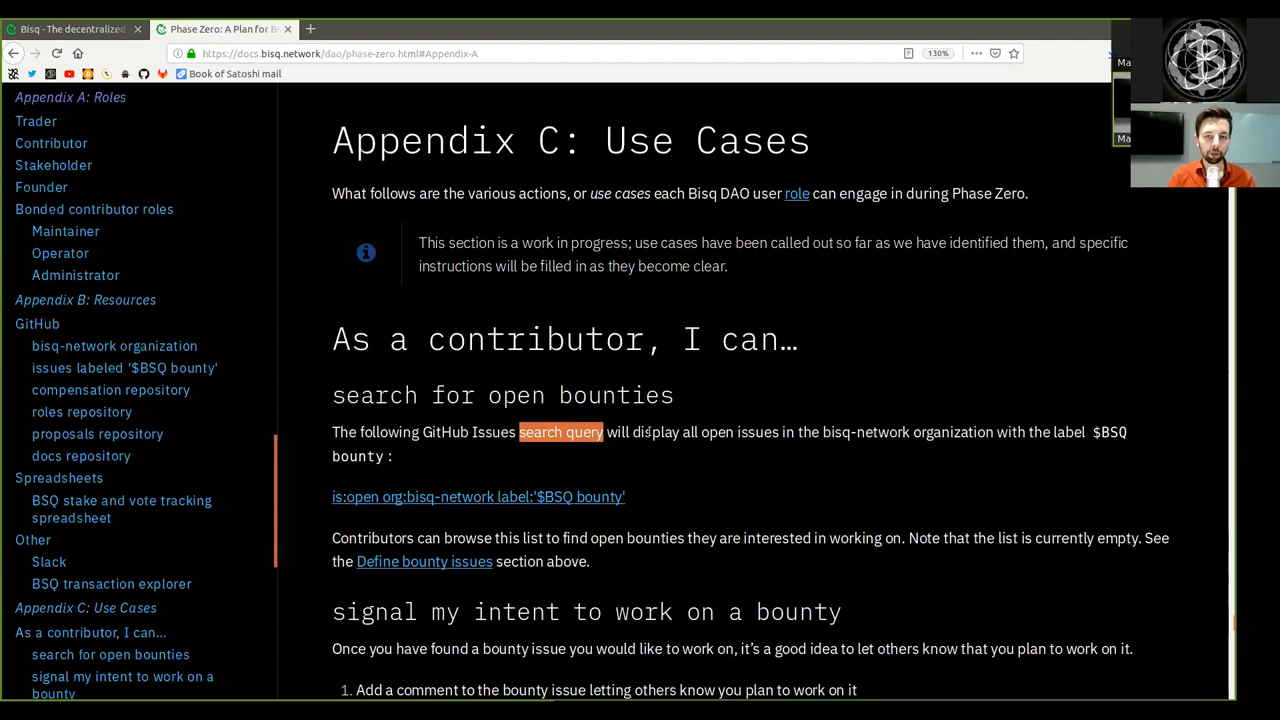 Bisq - The decentralized
Phase Zero: A Plan for B
https://docs.bisq.network/dao/phase-zero.html#Appendix-A
130%
Book of Satoshi mail
Appendix A: Roles
Trader
Contributor
Stakeholder
Founder
Bonded contributor roles
Maintainer
Operator
Administrator
Appendix B: Resources
GitHub
bisq-network organization
issues labeled '$BSQ bounty'
compensation repository
roles repository
proposals repository
docs repository
Spreadsheets
BSQ stake and vote tracking
spreadsheet
Other
Slack
BSQ transaction explorer
Appendix C: Use Cases
As a contributor, I can…
search for open bounties
signal my intent to work on a
bounty
Appendix C: Use Cases
What follows are the various actions, or use cases each Bisq DAO user role can engage in during Phase Zero.
This section is a work in progress; use cases have been called out so far as we have identified them, and specific
instructions will be filled in as they become clear.
As a contributor, I can…
search for open bounties
The following GitHub Issues search query will display all open issues in the bisq-network organization with the label $BSQ
bounty :
is:open org:bisq-network label:'$BSQ bounty'
Contributors can browse this list to find open bounties they are interested in working on. Note that the list is currently empty. See
the Define bounty issues section above.
signal my intent to work on a bounty
Once you have found a bounty issue you would like to work on, it's a good idea to let others know that you plan to work on it.
1. Add a comment to the bounty issue letting others know you plan to work on it
Ma
Ma